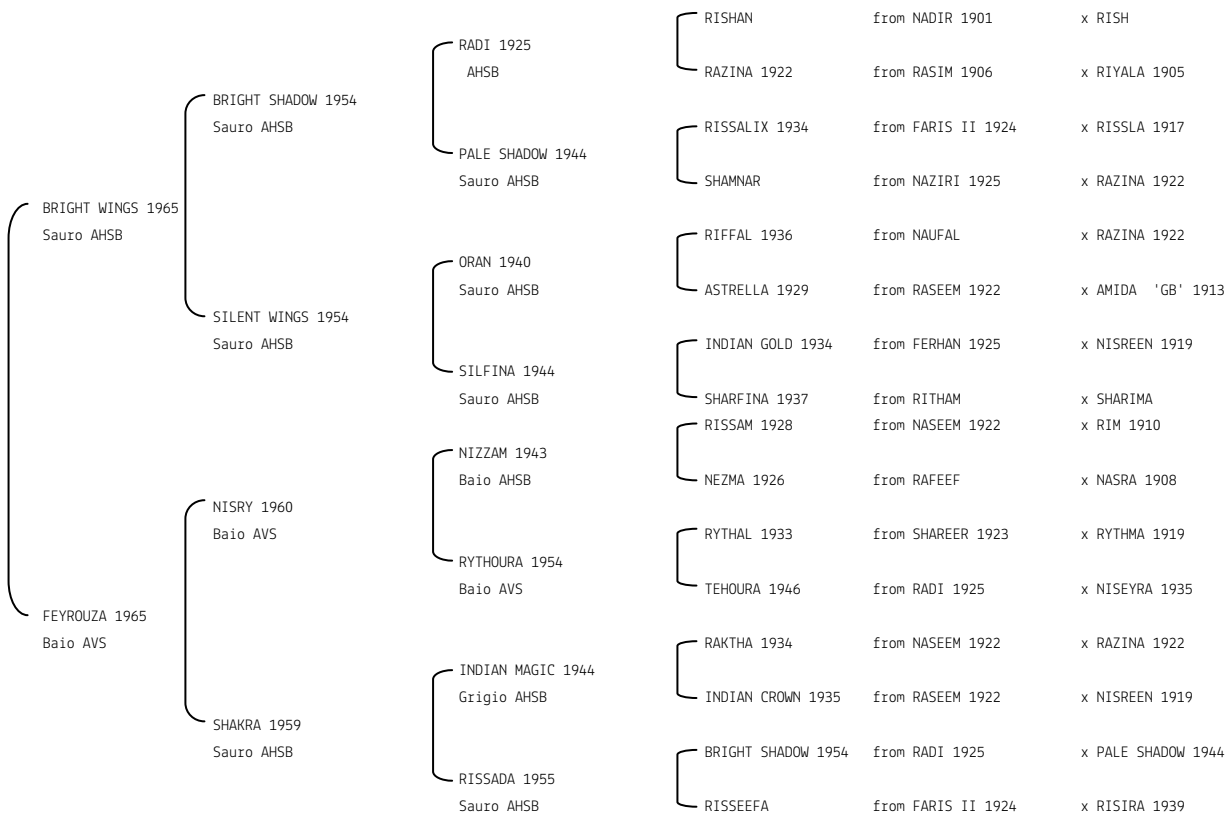 RISHAN from NADIR 1901 x RISH
RADI 1925
AHSB
RAZINA 1922 from RASIM 1906 x RIYALA 1905
BRIGHT SHADOW 1954
Sauro AHSB
RISSALIX 1934 from FARIS II 1924 x RISSLA 1917
PALE SHADOW 1944
Sauro AHSB
SHAMNAR from NAZIRI 1925 x RAZINA 1922
BRIGHT WINGS 1965
Sauro AHSB
RIFFAL 1936 from NAUFAL x RAZINA 1922
ORAN 1940
Sauro AHSB
ASTRELLA 1929 from RASEEM 1922 x AMIDA 'GB' 1913
SILENT WINGS 1954
Sauro AHSB
INDIAN GOLD 1934 from FERHAN 1925 x NISREEN 1919
SILFINA 1944
Sauro AHSB
SHARFINA 1937 from RITHAM x SHARIMA
RISSAM 1928 from NASEEM 1922 x RIM 1910
NIZZAM 1943
Baio AHSB
NEZMA 1926 from RAFEEF x NASRA 1908
NISRY 1960
Baio AVS
RYTHAL 1933 from SHAREER 1923 x RYTHMA 1919
RYTHOURA 1954
Baio AVS
TEHOURA 1946 from RADI 1925 x NISEYRA 1935
FEYROUZA 1965
Baio AVS
RAKTHA 1934 from NASEEM 1922 x RAZINA 1922
INDIAN MAGIC 1944
Grigio AHSB
INDIAN CROWN 1935 from RASEEM 1922 x NISREEN 1919
SHAKRA 1959
Sauro AHSB
BRIGHT SHADOW 1954 from RADI 1925 x PALE SHADOW 1944
RISSADA 1955
Sauro AHSB
RISSEEFA from FARIS II 1924 x RISIRA 1939